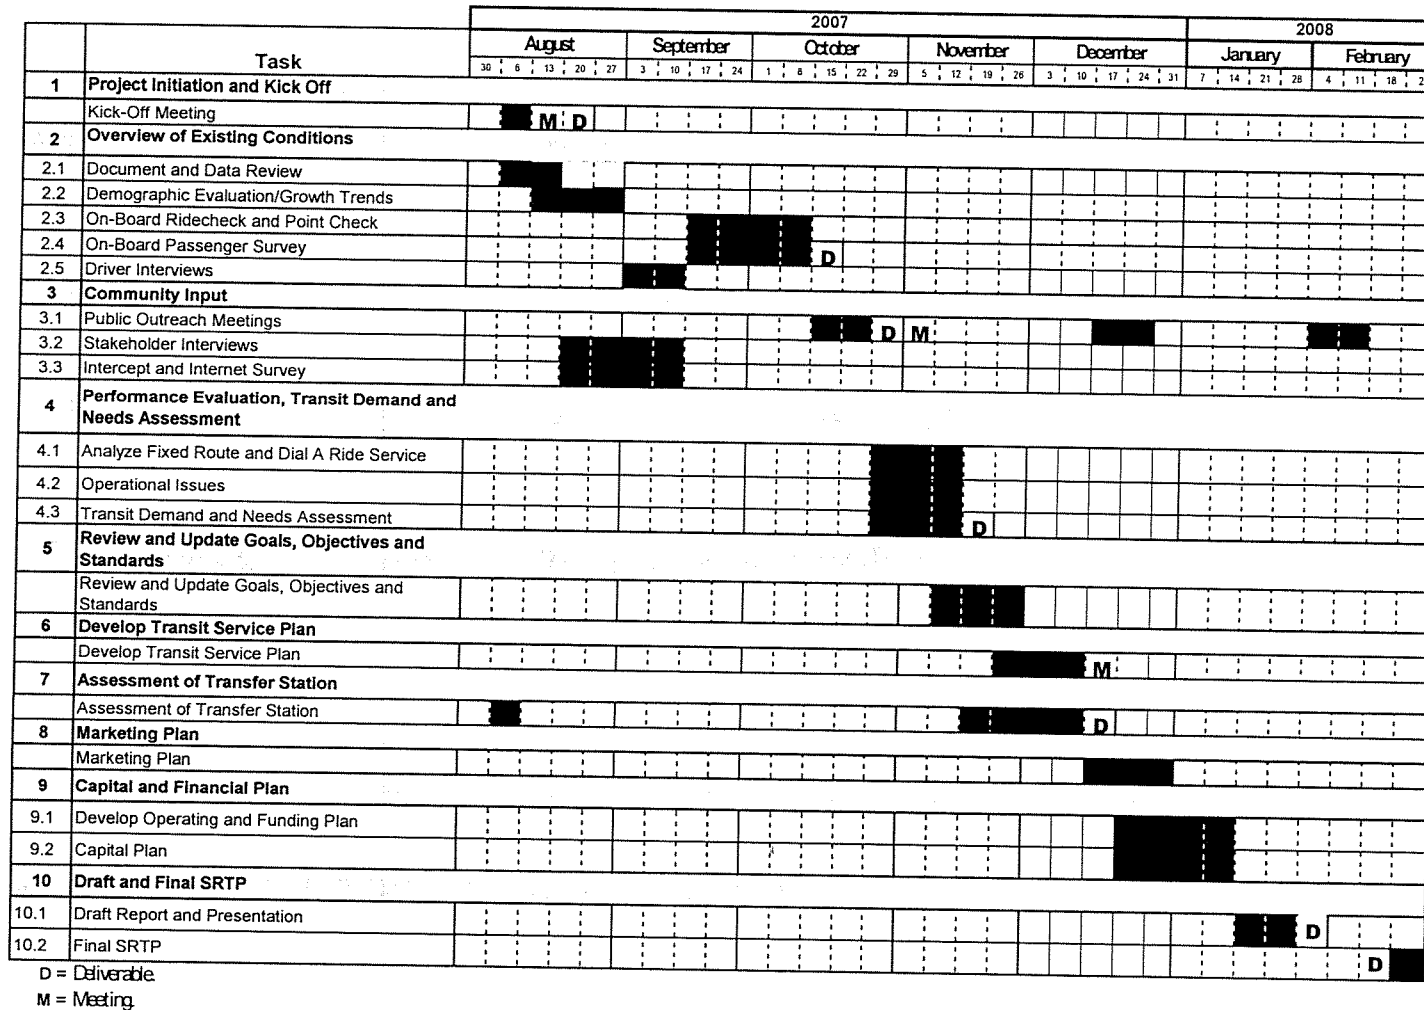 2007 2008
Task August September October November December January February
30 6 13 20 27 3 10 17 24 1 8 15 22 29 5 12 19 26 3 10 17 24 31 7 14 21 28 4 11 18
1 Project Initiation and Kick Off
Kick-Off Meeting M D
2 Overview of Existing Conditions
2.1 Document and Data Review
2.2 Demographic Evaluation/Growth Trends
2.3 On-Board Ridecheck and Point Check
2.4 On-Board Passenger Survey D
2.5 Driver Interviews
3 Community Input
3.1 Public Outreach Meetings D M
3.2 Stakeholder Interviews
3.3 Intercept and Internet Survey
4 Performance Evaluation, Transit Demand and
Needs Assessment
4.1 Analyze Fixed Route and Dial A Ride Service
4.2 Operational Issues
4.3 Transit Demand and Needs Assessment D
5 Review and Update Goals, Objectives and
Standards
Review and Update Goals, Objectives and
Standards
6 Develop Transit Service Plan
Develop Transit Service Plan M
7 Assessment of Transfer Station
Assessment of Transfer Station D
8 Marketing Plan
Marketing Plan
9 Capital and Financial Plan
9.1 Develop Operating and Funding Plan
9.2 Capital Plan
10 Draft and Final SRTP
10.1 Draft Report and Presentation D
10.2 Final SRTP D
D = Deliverable.
M = Meeting.